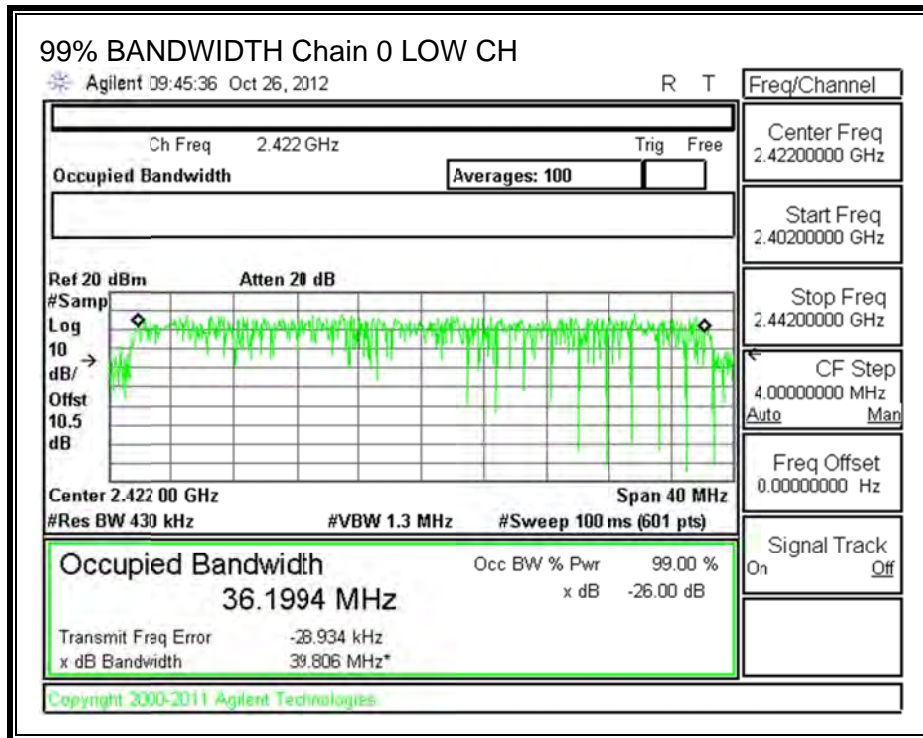 99% BANDWIDTH Chain 0 LOW CH
Agilent 09:45:36 Oct 26, 2012 R T
Freq/Channel
Ch Freq 2.422 GHz Trig Free
Occupied Bandwidth Averages: 100
Center Freq
2.42200000 GHz
Start Freq
2.40200000 GHz
Stop Freq
2.44200000 GHz
CF Step
4.00000000 MHz
Auto Man
Freq Offset
0.00000000 Hz
Signal Track
On Off
Ref 20 dBm Atten 20 dB
#Samp
Log
10
dB/
Offst
10.5
dB
Center 2.422 00 GHz Span 40 MHz
#Res BW 430 kHz #VBW 1.3 MHz #Sweep 100 ms (601 pts)
Occupied Bandwidth Occ BW % Pwr 99.00 %
36.1994 MHz x dB -26.00 dB
Transmit Freq Error -28.934 kHz
x dB Bandwidth 39.806 MHz*
Copyright 2000-2011 Agilent Technologies